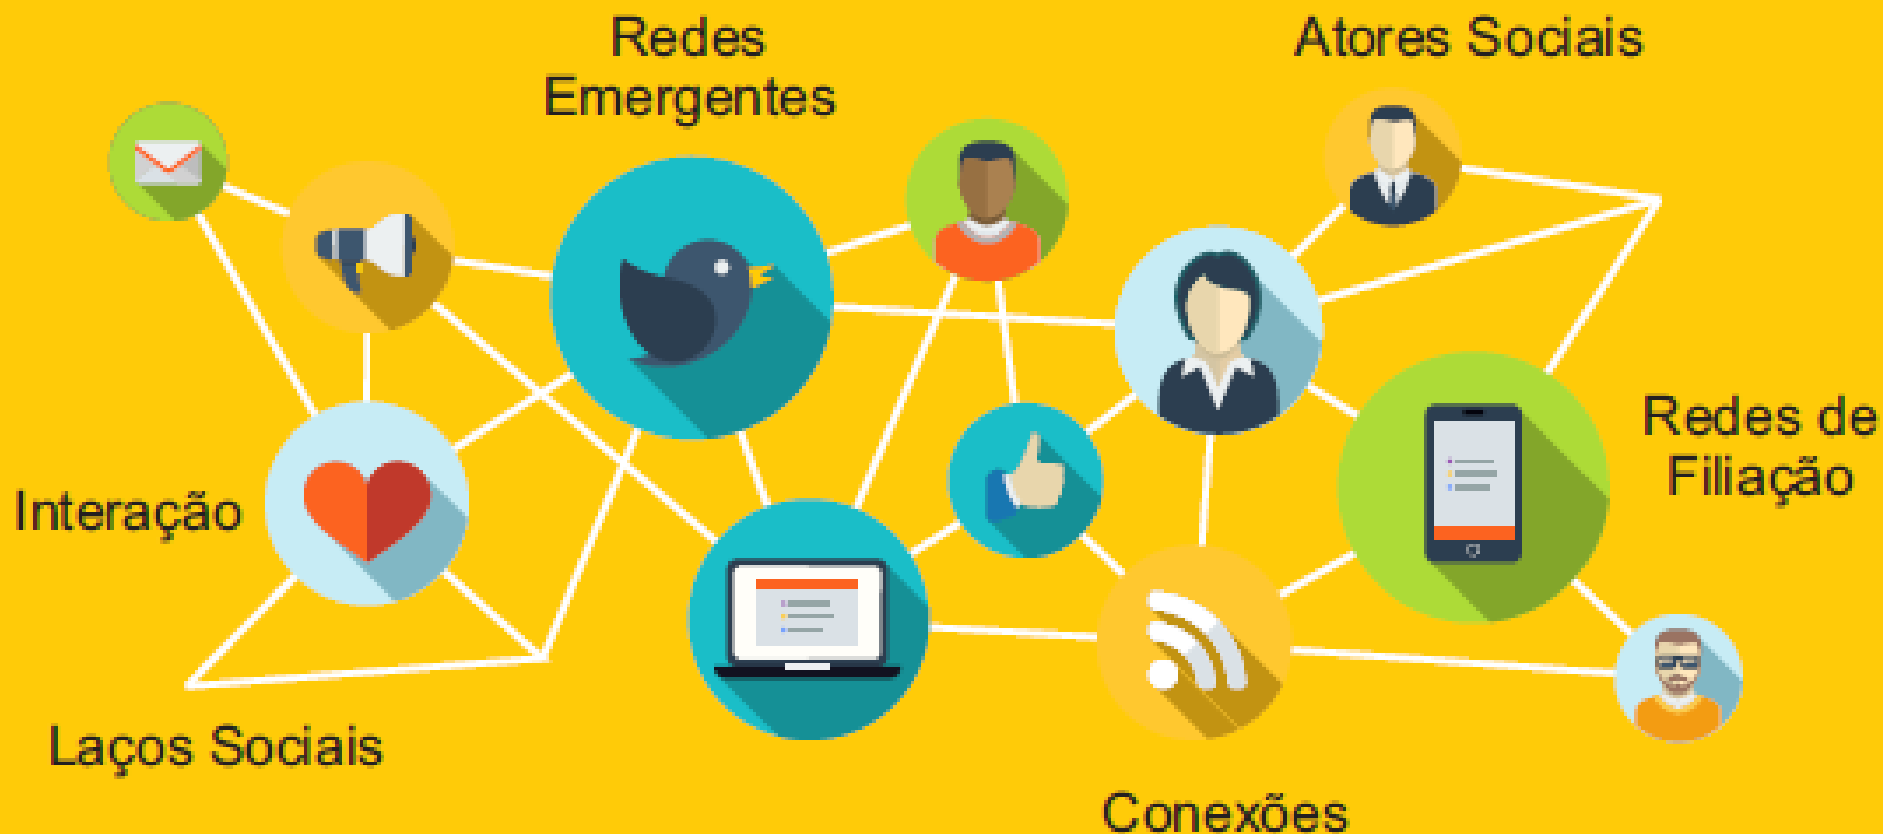 Redes
Emergentes
Atores Sociais
Redes de
Filiação
Interação
Laços Sociais
Conexões